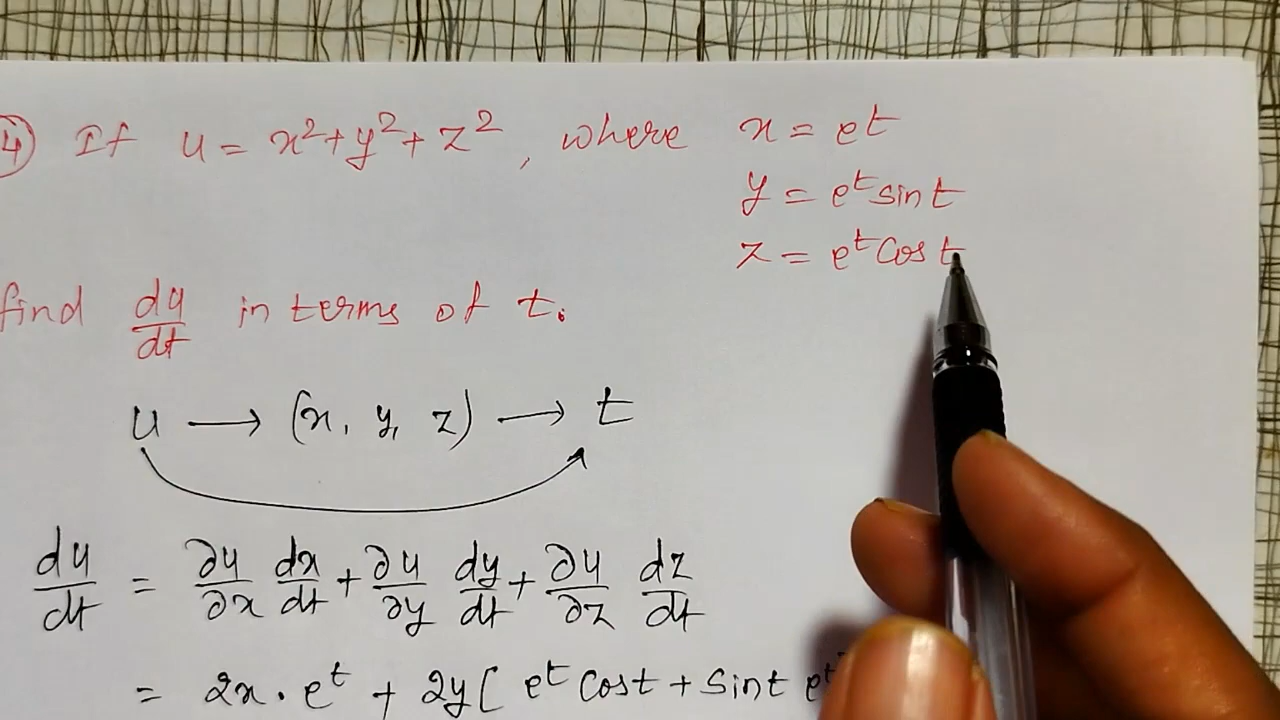 ④ If u = x²+y²+z², where x = eᵗ
y = eᵗ sin t
z = eᵗ Cos t
find du/dt in terms of t.
u → (x, y, z) → t
du/dt = ∂u/∂x dx/dt + ∂u/∂y dy/dt + ∂u/∂z dz/dt
= 2x · eᵗ + 2y [ eᵗ Cos t + Sin t eᵗ